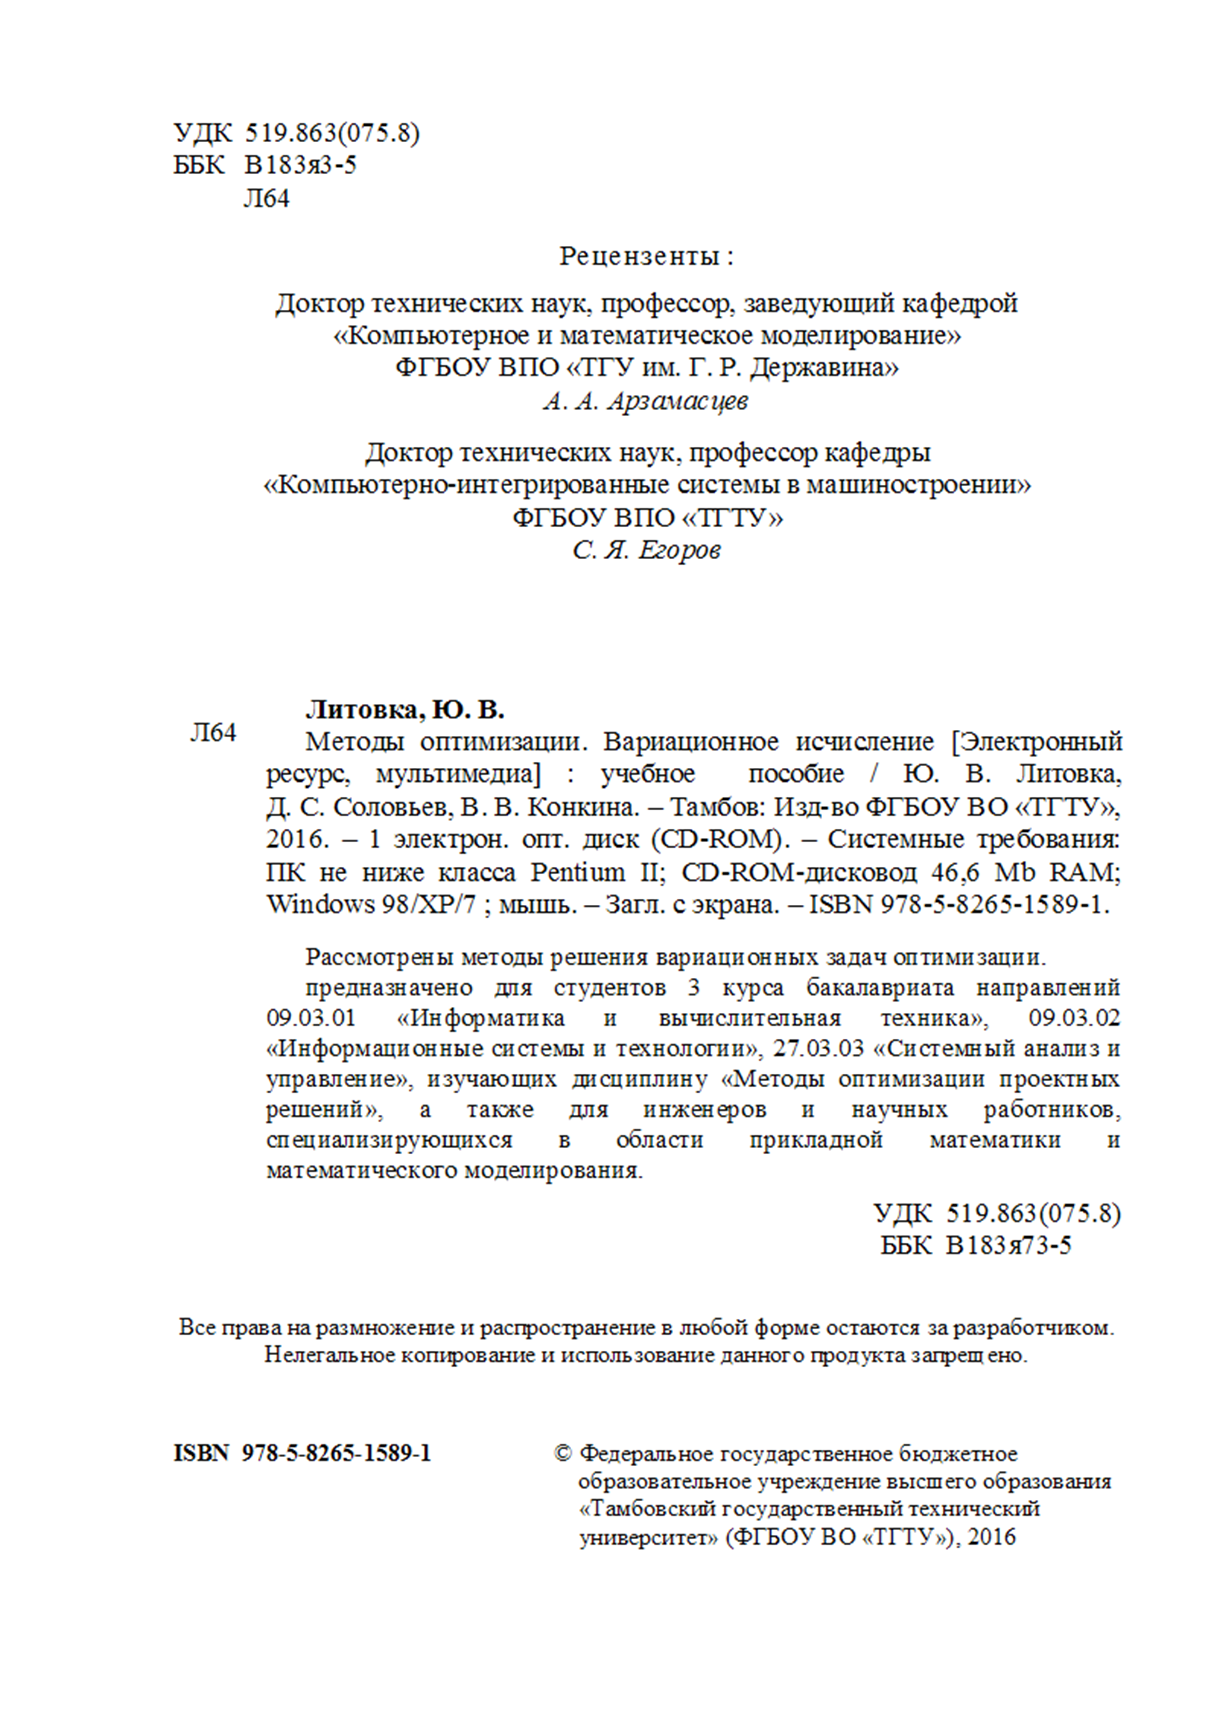 УДК 519.863(075.8)
ББК В183я3-5
Л64
Рецензенты :
Доктор технических наук, профессор, заведующий кафедрой
«Компьютерное и математическое моделирование»
ФГБОУ ВПО «ТГУ им. Г. Р. Державина»
А. А. Арзамасцев
Доктор технических наук, профессор кафедры
«Компьютерно-интегрированные системы в машиностроении»
ФГБОУ ВПО «ТГТУ»
С. Я. Егоров
Литовка, Ю. В.
Л64
Методы оптимизации. Вариационное исчисление [Электронный
ресурс, мультимедиа] : учебное пособие / Ю. В. Литовка,
Д. С. Соловьев, В. В. Конкина. – Тамбов: Изд-во ФГБОУ ВО «ТГТУ»,
2016. – 1 электрон. опт. диск (CD-ROM). – Системные требования:
ПК не ниже класса Pentium II; CD-ROM-дисковод 46,6 Mb RAM;
Windows 98/XP/7 ; мышь. – Загл. с экрана. – ISBN 978-5-8265-1589-1.
Рассмотрены методы решения вариационных задач оптимизации.
предназначено для студентов 3 курса бакалавриата направлений
09.03.01 «Информатика и вычислительная техника», 09.03.02
«Информационные системы и технологии», 27.03.03 «Системный анализ и
управление», изучающих дисциплину «Методы оптимизации проектных
решений», а также для инженеров и научных работников,
специализирующихся в области прикладной математики и
математического моделирования.
УДК 519.863(075.8)
ББК В183я73-5
Все права на размножение и распространение в любой форме остаются за разработчиком.
Нелегальное копирование и использование данного продукта запрещено.
ISBN 978-5-8265-1589-1
© Федеральное государственное бюджетное
образовательное учреждение высшего образования
«Тамбовский государственный технический
университет» (ФГБОУ ВО «ТГТУ»), 2016